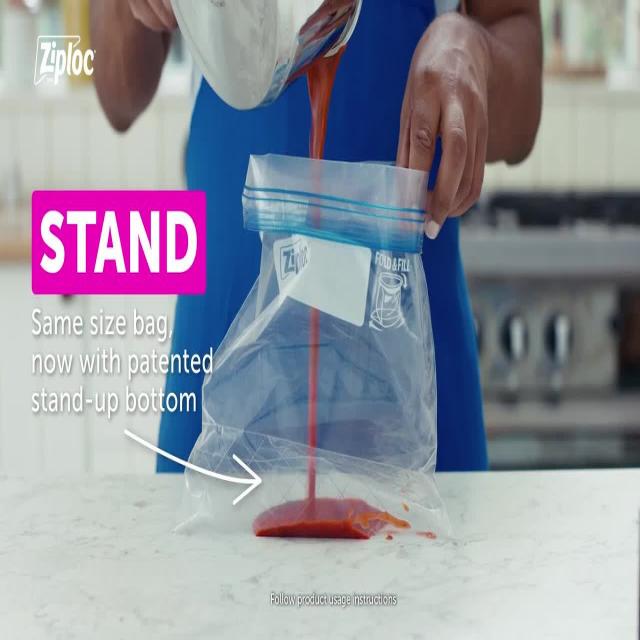 Ziploc
STAND
Same size bag,
now with patented
stand-up bottom
Ziploc
FOLD & FILL
Follow product usage instructions